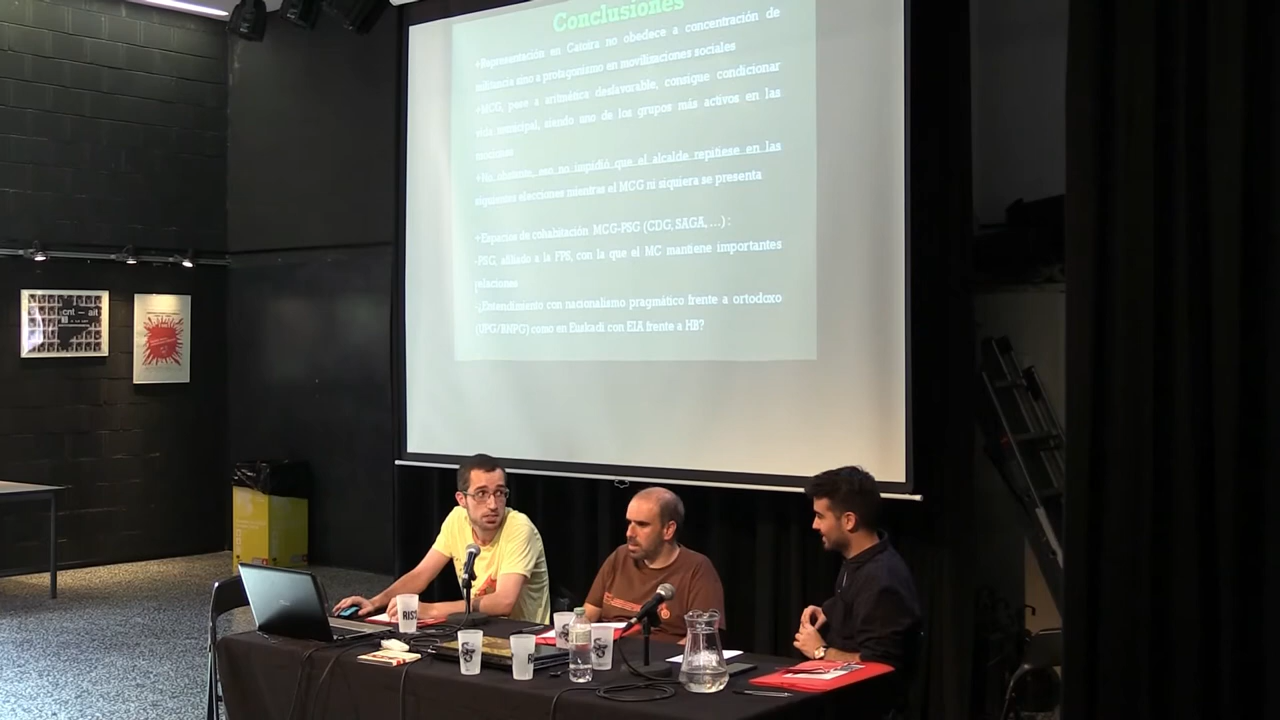 Conclusiones
+Representación en Catoira no obedece a concentración de
militancia sino a protagonismo en movilizaciones sociales
+MCG, pese a aritmética desfavorable, consigue condicionar
vida municipal, siendo uno de los grupos más activos en las
mociones
+No obstante, eso no impidió que el alcalde repitiese en las
siguientes elecciones mientras el MCG ni siquiera se presenta
+Espacios de cohabitación MCG-PSG (CDG, SAGA, ...) :
-PSG, afiliado a la FPS, con la que el MC mantiene importantes
relaciones
-¿Entendimiento con nacionalismo pragmático frente a ortodoxo
(UPG/BNPG) como en Euskadi con EIA frente a HB?
cnt – ait